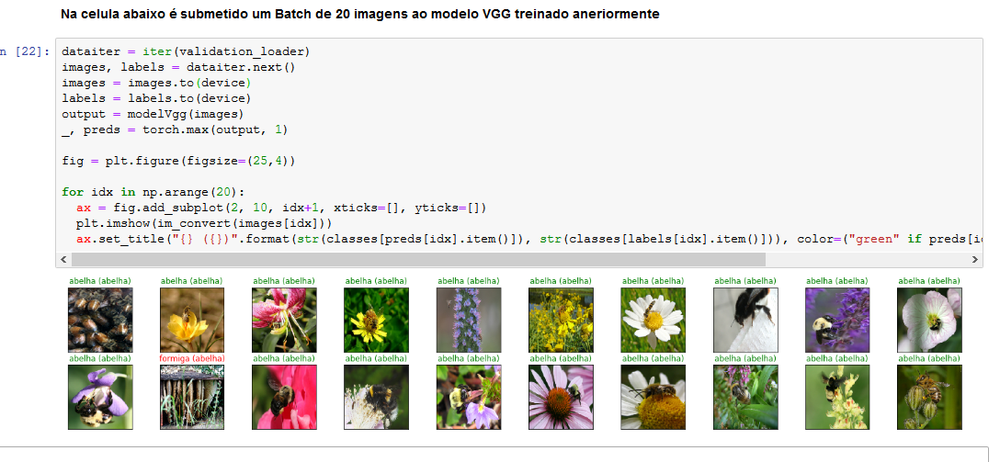 Na celula abaixo é submetido um Batch de 20 imagens ao modelo VGG treinado aneriormente
n [22]:
dataiter = iter(validation_loader)
images, labels = dataiter.next()
images = images.to(device)
labels = labels.to(device)
output = modelVgg(images)
_, preds = torch.max(output, 1)
fig = plt.figure(figsize=(25,4))
for idx in np.arange(20):
ax = fig.add_subplot(2, 10, idx+1, xticks=[], yticks=[])
plt.imshow(im_convert(images[idx]))
ax.set_title("{} ({})".format(str(classes[preds[idx].item()]), str(classes[labels[idx].item()])), color=("green" if preds[i
abelha (abelha) abelha (abelha) abelha (abelha) abelha (abelha) abelha (abelha) abelha (abelha) abelha (abelha) abelha (abelha) abelha (abelha) abelha (abelha)
abelha (abelha) formiga (abelha) abelha (abelha) abelha (abelha) abelha (abelha) abelha (abelha) abelha (abelha) abelha (abelha) abelha (abelha) abelha (abelha)